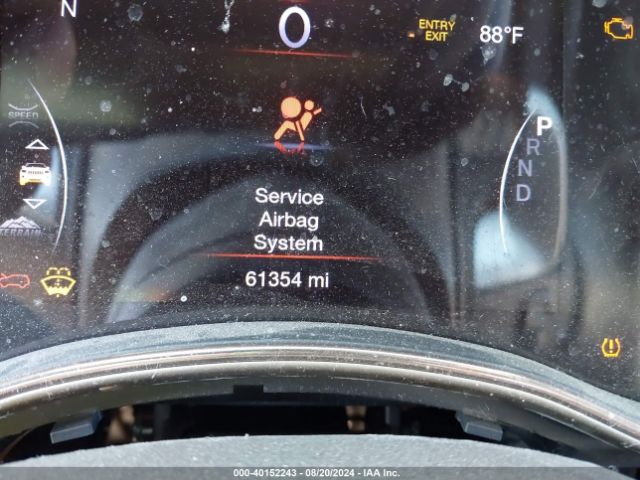 N
0
ENTRY
EXIT
88°F
SPEED
P
R
N
D
Service
Airbag
System
TERRAIN
61354 mi
000-40152243 - 08/20/2024 - IAA Inc.